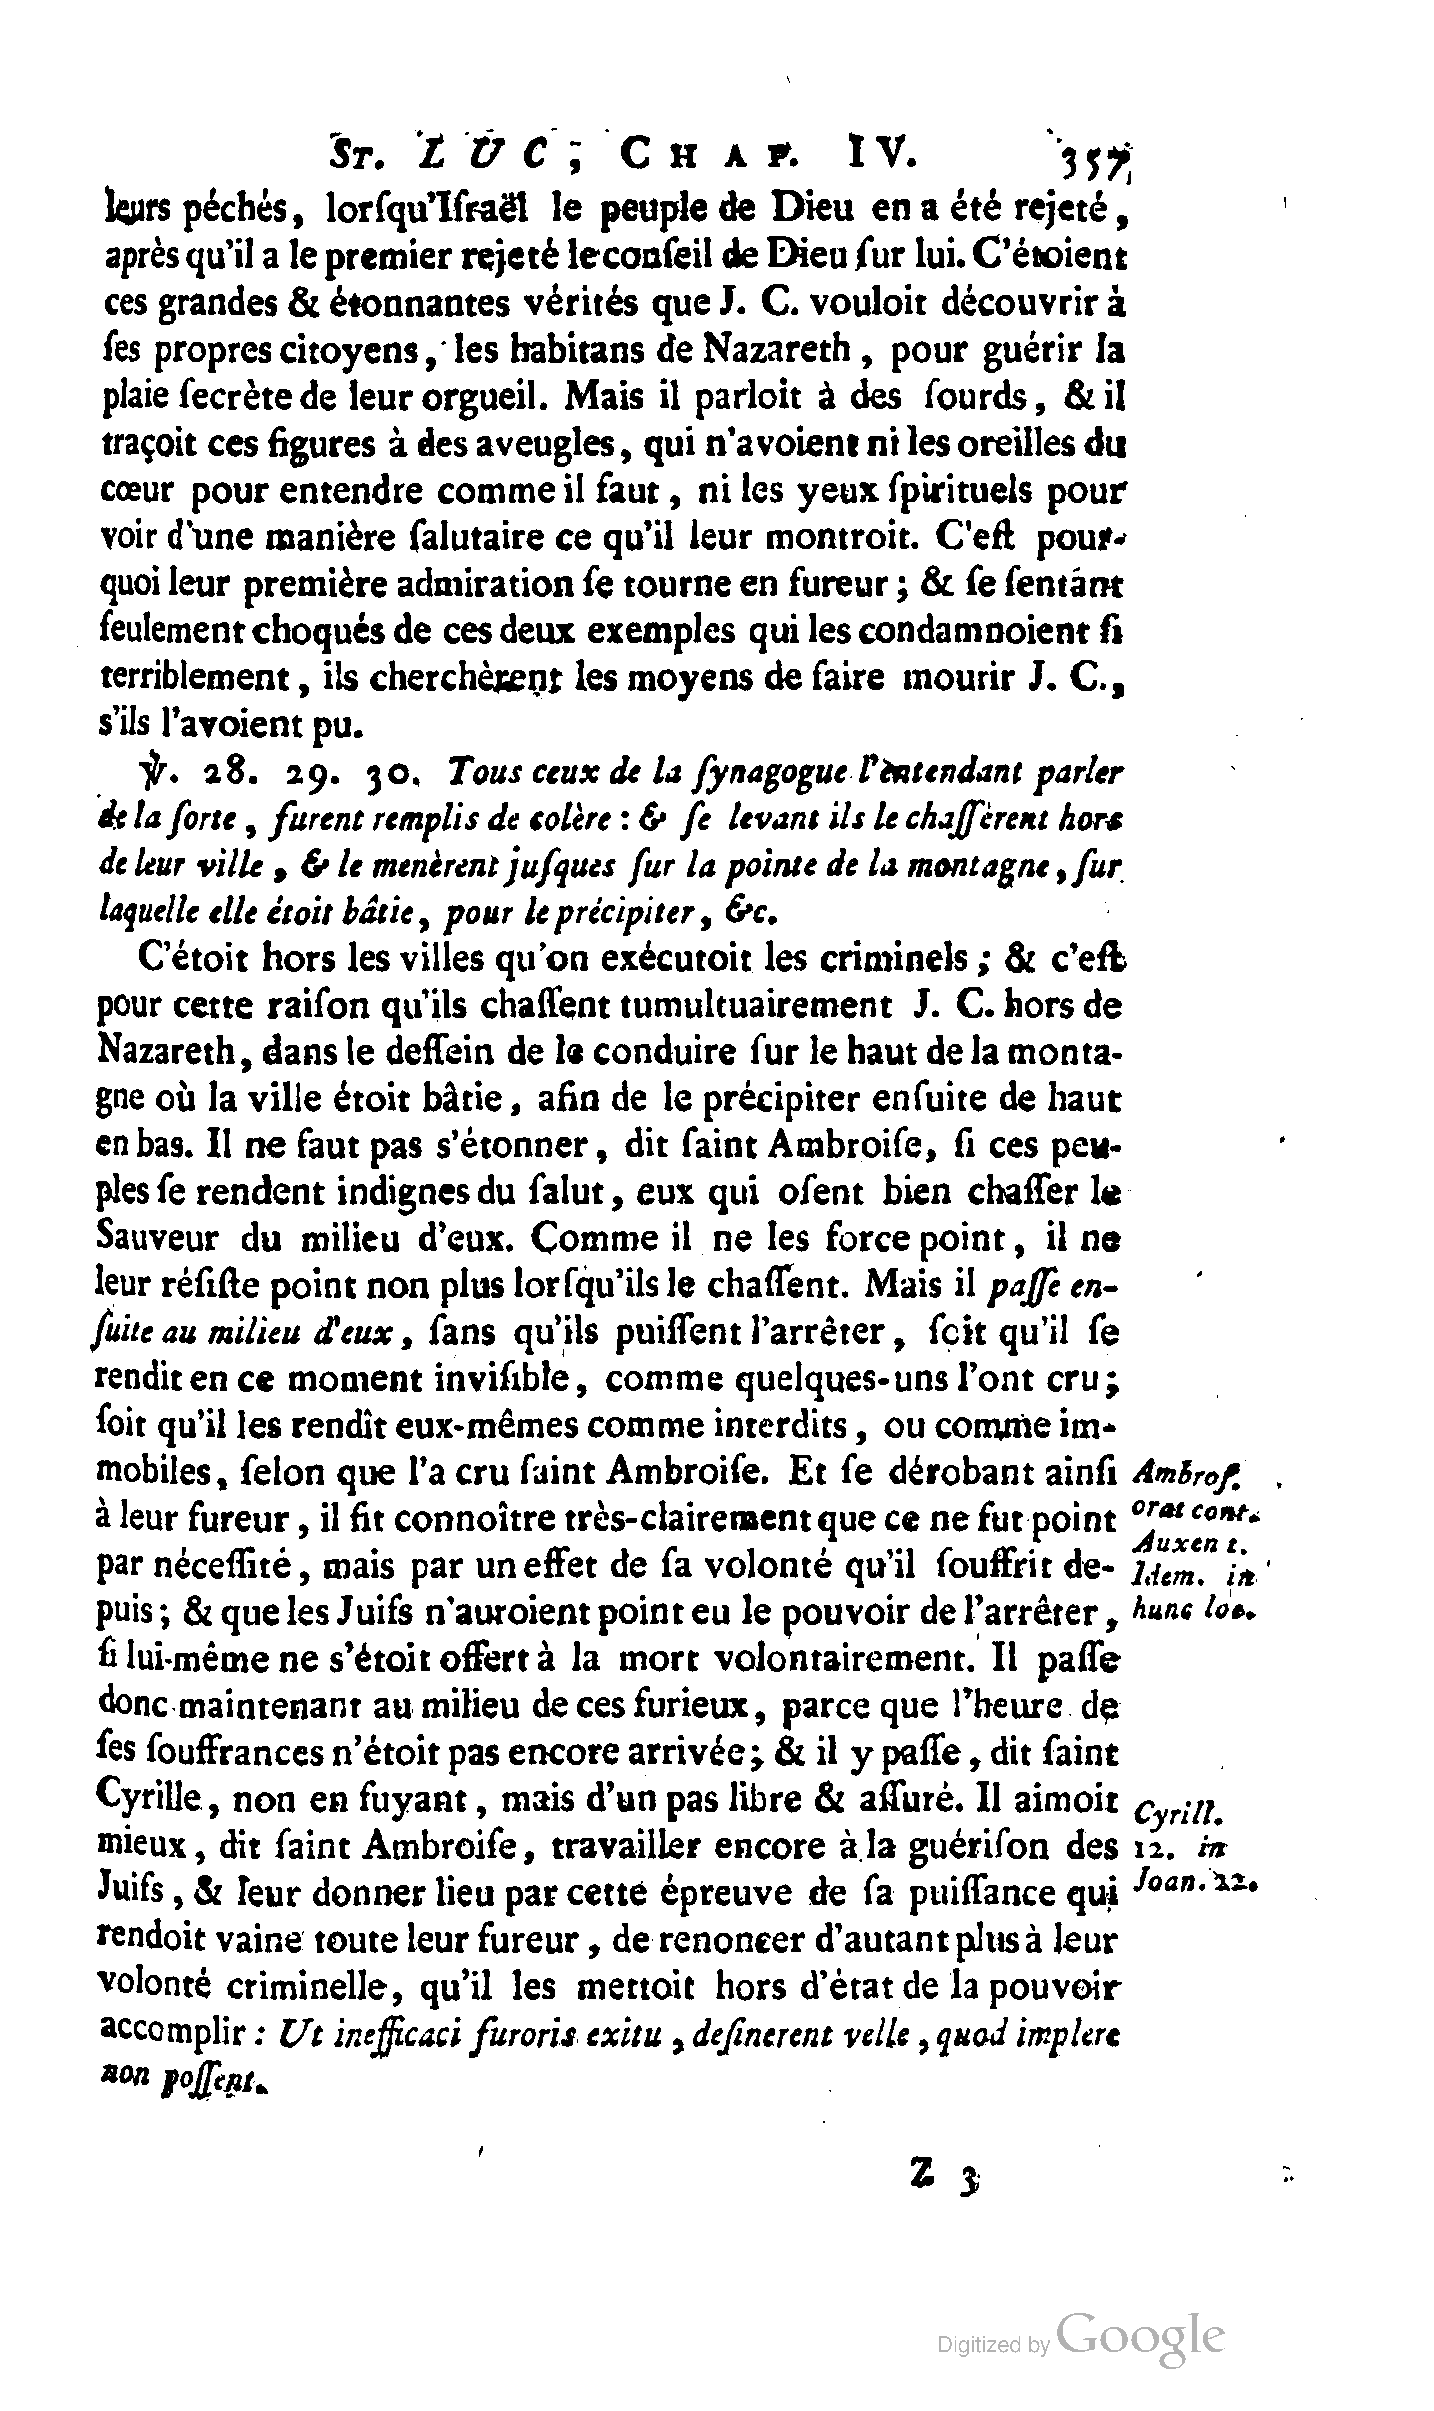 ST. LUC, CHAP. IV. 357
leurs péchés, lorſqu'Iſraël le peuple de Dieu en a été rejeté,
après qu'il a le premier rejeté le conſeil de Dieu ſur lui. C'étoient
ces grandes & étonnantes vérités que J. C. vouloit découvrir à
ſes propres citoyens, les habitans de Nazareth, pour guérir la
plaie ſecrète de leur orgueil. Mais il parloit à des ſourds, & il
traçoit ces figures à des aveugles, qui n'avoient ni les oreilles du
cœur pour entendre comme il faut, ni les yeux ſpirituels pour
voir d'une manière ſalutaire ce qu'il leur montroit. C'eſt pour-
quoi leur première admiration ſe tourne en fureur; & ſe ſentant
ſeulement choqués de ces deux exemples qui les condamnoient ſi
terriblement, ils cherchèrent les moyens de faire mourir J. C.,
s'ils l'avoient pu.
℣. 28. 29. 30. Tous ceux de la ſynagogue l'entendant parler
de la ſorte, furent remplis de colère: & ſe levant ils le chaſſèrent hors
de leur ville, & le menèrent juſques ſur la pointe de la montagne, ſur
laquelle elle étoit bâtie, pour le précipiter, &c.
C'étoit hors les villes qu'on exécutoit les criminels; & c'eſt
pour cette raiſon qu'ils chaſſent tumultuairement J. C. hors de
Nazareth, dans le deſſein de le conduire ſur le haut de la monta-
gne où la ville étoit bâtie, afin de le précipiter enſuite de haut
en bas. Il ne faut pas s'étonner, dit ſaint Ambroiſe, ſi ces peu-
ples ſe rendent indignes du ſalut, eux qui oſent bien chaſſer le
Sauveur du milieu d'eux. Comme il ne les force point, il ne
leur réſiſte point non plus lorſqu'ils le chaſſent. Mais il paſſe en-
ſuite au milieu d'eux, ſans qu'ils puiſſent l'arrêter, ſoit qu'il ſe
rendit en ce moment inviſible, comme quelques-uns l'ont cru;
ſoit qu'il les rendît eux-mêmes comme interdits, ou comme im-
mobiles, ſelon que l'a cru ſaint Ambroiſe. Et ſe dérobant ainſi
à leur fureur, il fit connoître très-clairement que ce ne fut point
par néceſſité, mais par un effet de ſa volonté qu'il ſouffrit de-
puis; & que les Juifs n'auroient point eu le pouvoir de l'arrêter,
ſi lui-même ne s'étoit offert à la mort volontairement. Il paſſe
donc maintenant au milieu de ces furieux, parce que l'heure de
ſes ſouffrances n'étoit pas encore arrivée; & il y paſſe, dit ſaint
Cyrille, non en fuyant, mais d'un pas libre & aſſuré. Il aimoit
mieux, dit ſaint Ambroiſe, travailler encore à la guériſon des
Juifs, & leur donner lieu par cette épreuve de ſa puiſſance qui
rendoit vaine toute leur fureur, de renoncer d'autant plus à leur
volonté criminelle, qu'il les mettoit hors d'état de la pouvoir
accomplir: Ut inefficaci furoris exitu, deſinerent velle, quod implere
non poſſent.
Ambroſ.
orat cont.
Auxent.
Idem. in
hunc loc.
Cyrill.
12. in
Joan. 22.
Z 3
Digitized by Google